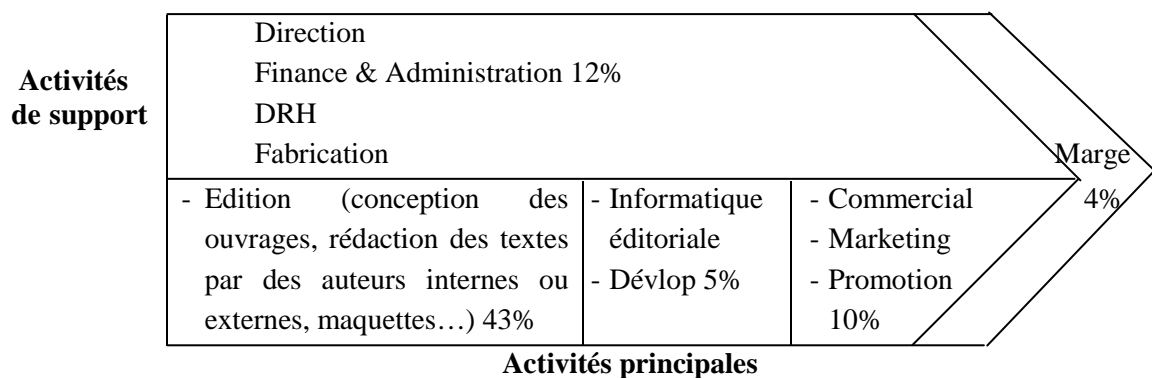 Direction
Finance & Administration 12%
DRH
Fabrication
Activités
de support
Marge
4%
- Edition (conception des
ouvrages, rédaction des textes
par des auteurs internes ou
externes, maquettes…) 43%
- Informatique
éditoriale
- Dévlop 5%
- Commercial
- Marketing
- Promotion
10%
Activités principales